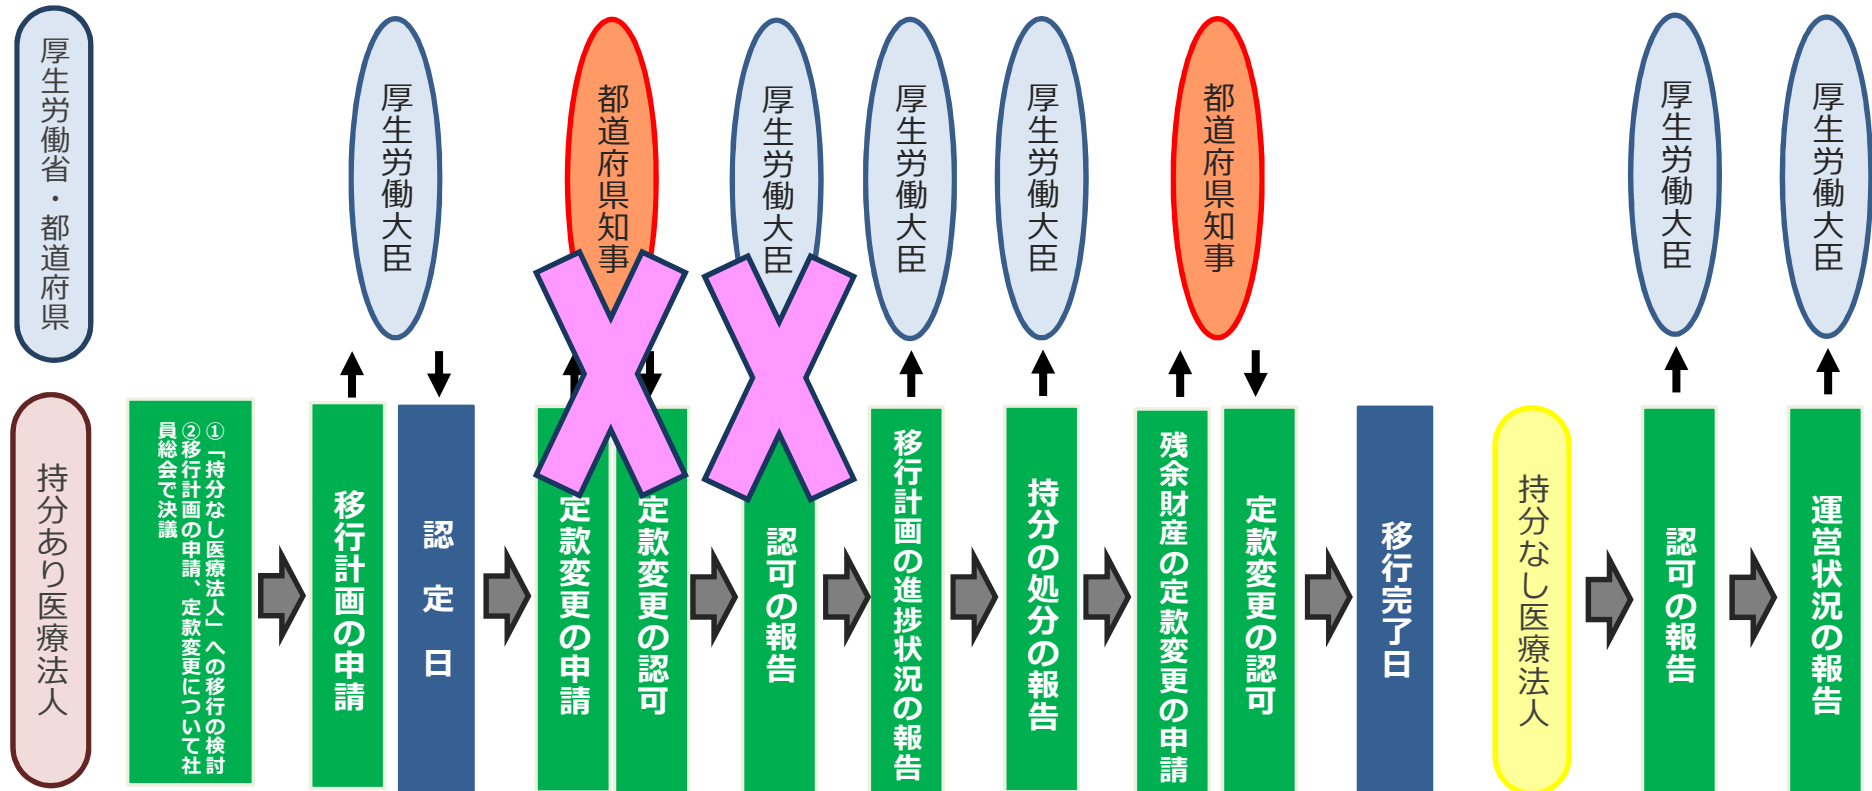 厚生労働省・都道府県
厚生労働大臣
都道府県知事
厚生労働大臣
厚生労働大臣
厚生労働大臣
都道府県知事
厚生労働大臣
厚生労働大臣
持分あり医療法人
①「持分なし医療法人」への移行の検討
②移行計画の申請、定款変更について社
員総会で決議
移行計画の申請
認定日
定款変更の申請
定款変更の認可
認可の報告
移行計画の進捗状況の報告
持分の処分の報告
残余財産の定款変更の申請
定款変更の認可
移行完了日
持分なし医療法人
認可の報告
運営状況の報告